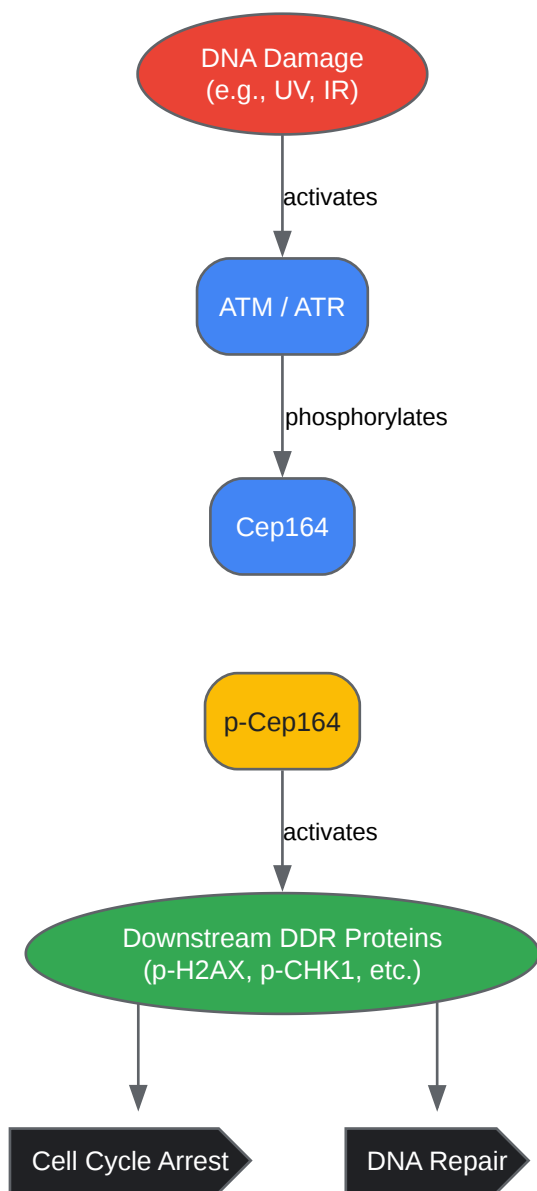 DNA Damage
(e.g., UV, IR)
activates
ATM / ATR
phosphorylates
Cep164
p-Cep164
activates
Downstream DDR Proteins
(p-H2AX, p-CHK1, etc.)
Cell Cycle Arrest
DNA Repair